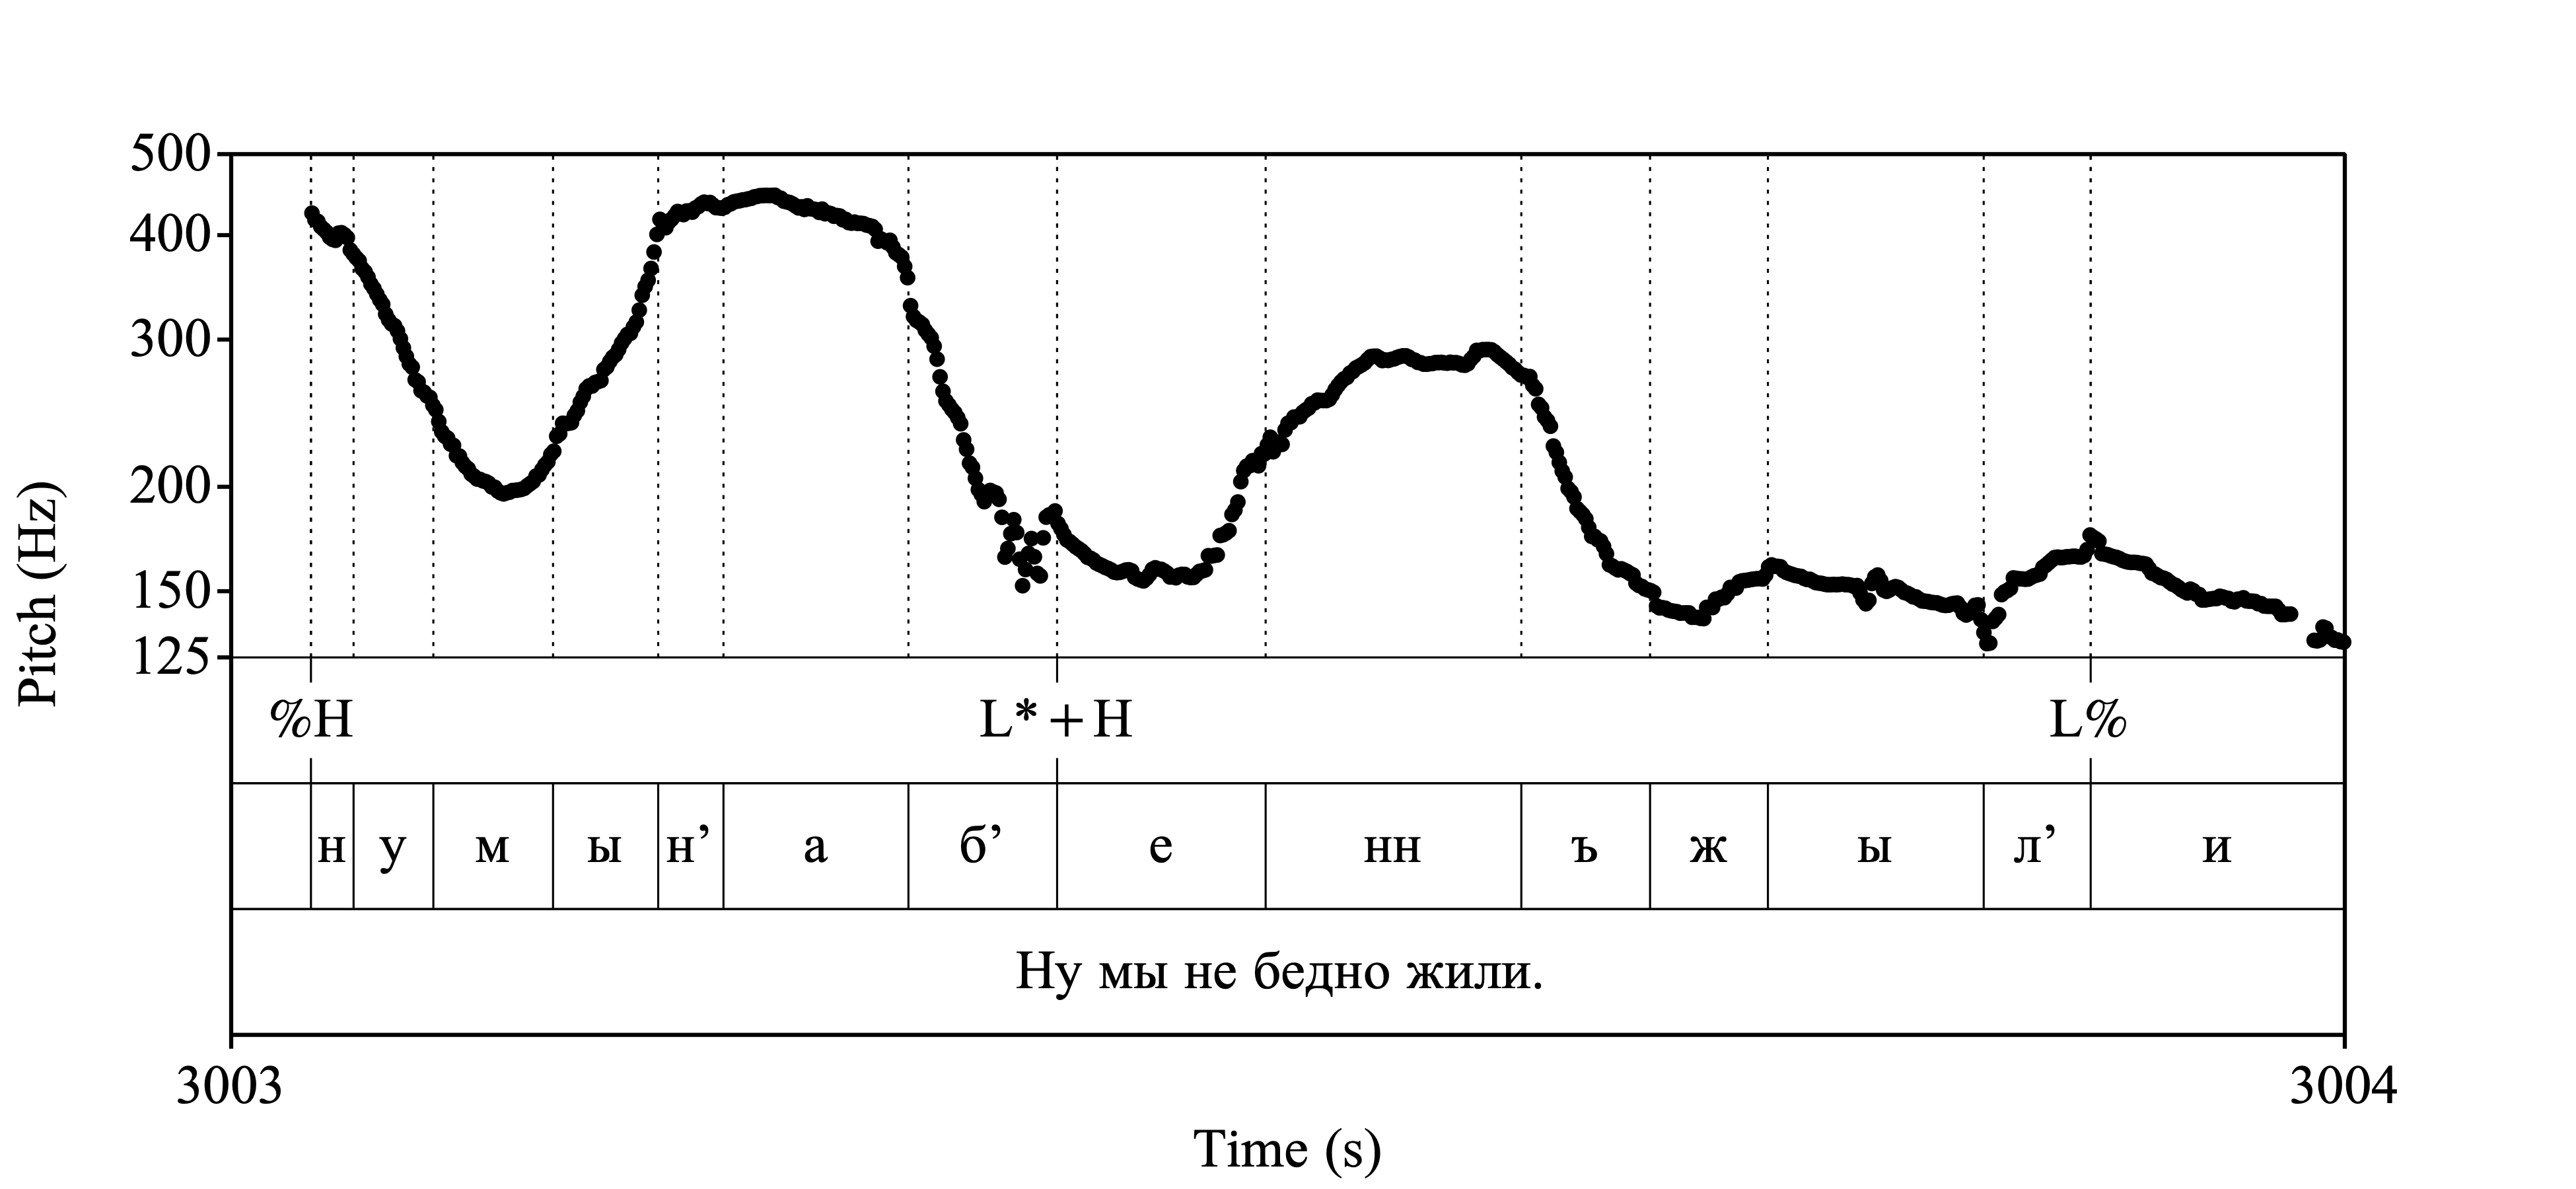 500
400
300
200
150
125
Pitch (Hz)
%H L* + H L%
н у м ы н’ а б’ е нн ъ ж ы л’ и
Ну мы не бедно жили.
3003 3004
Time (s)